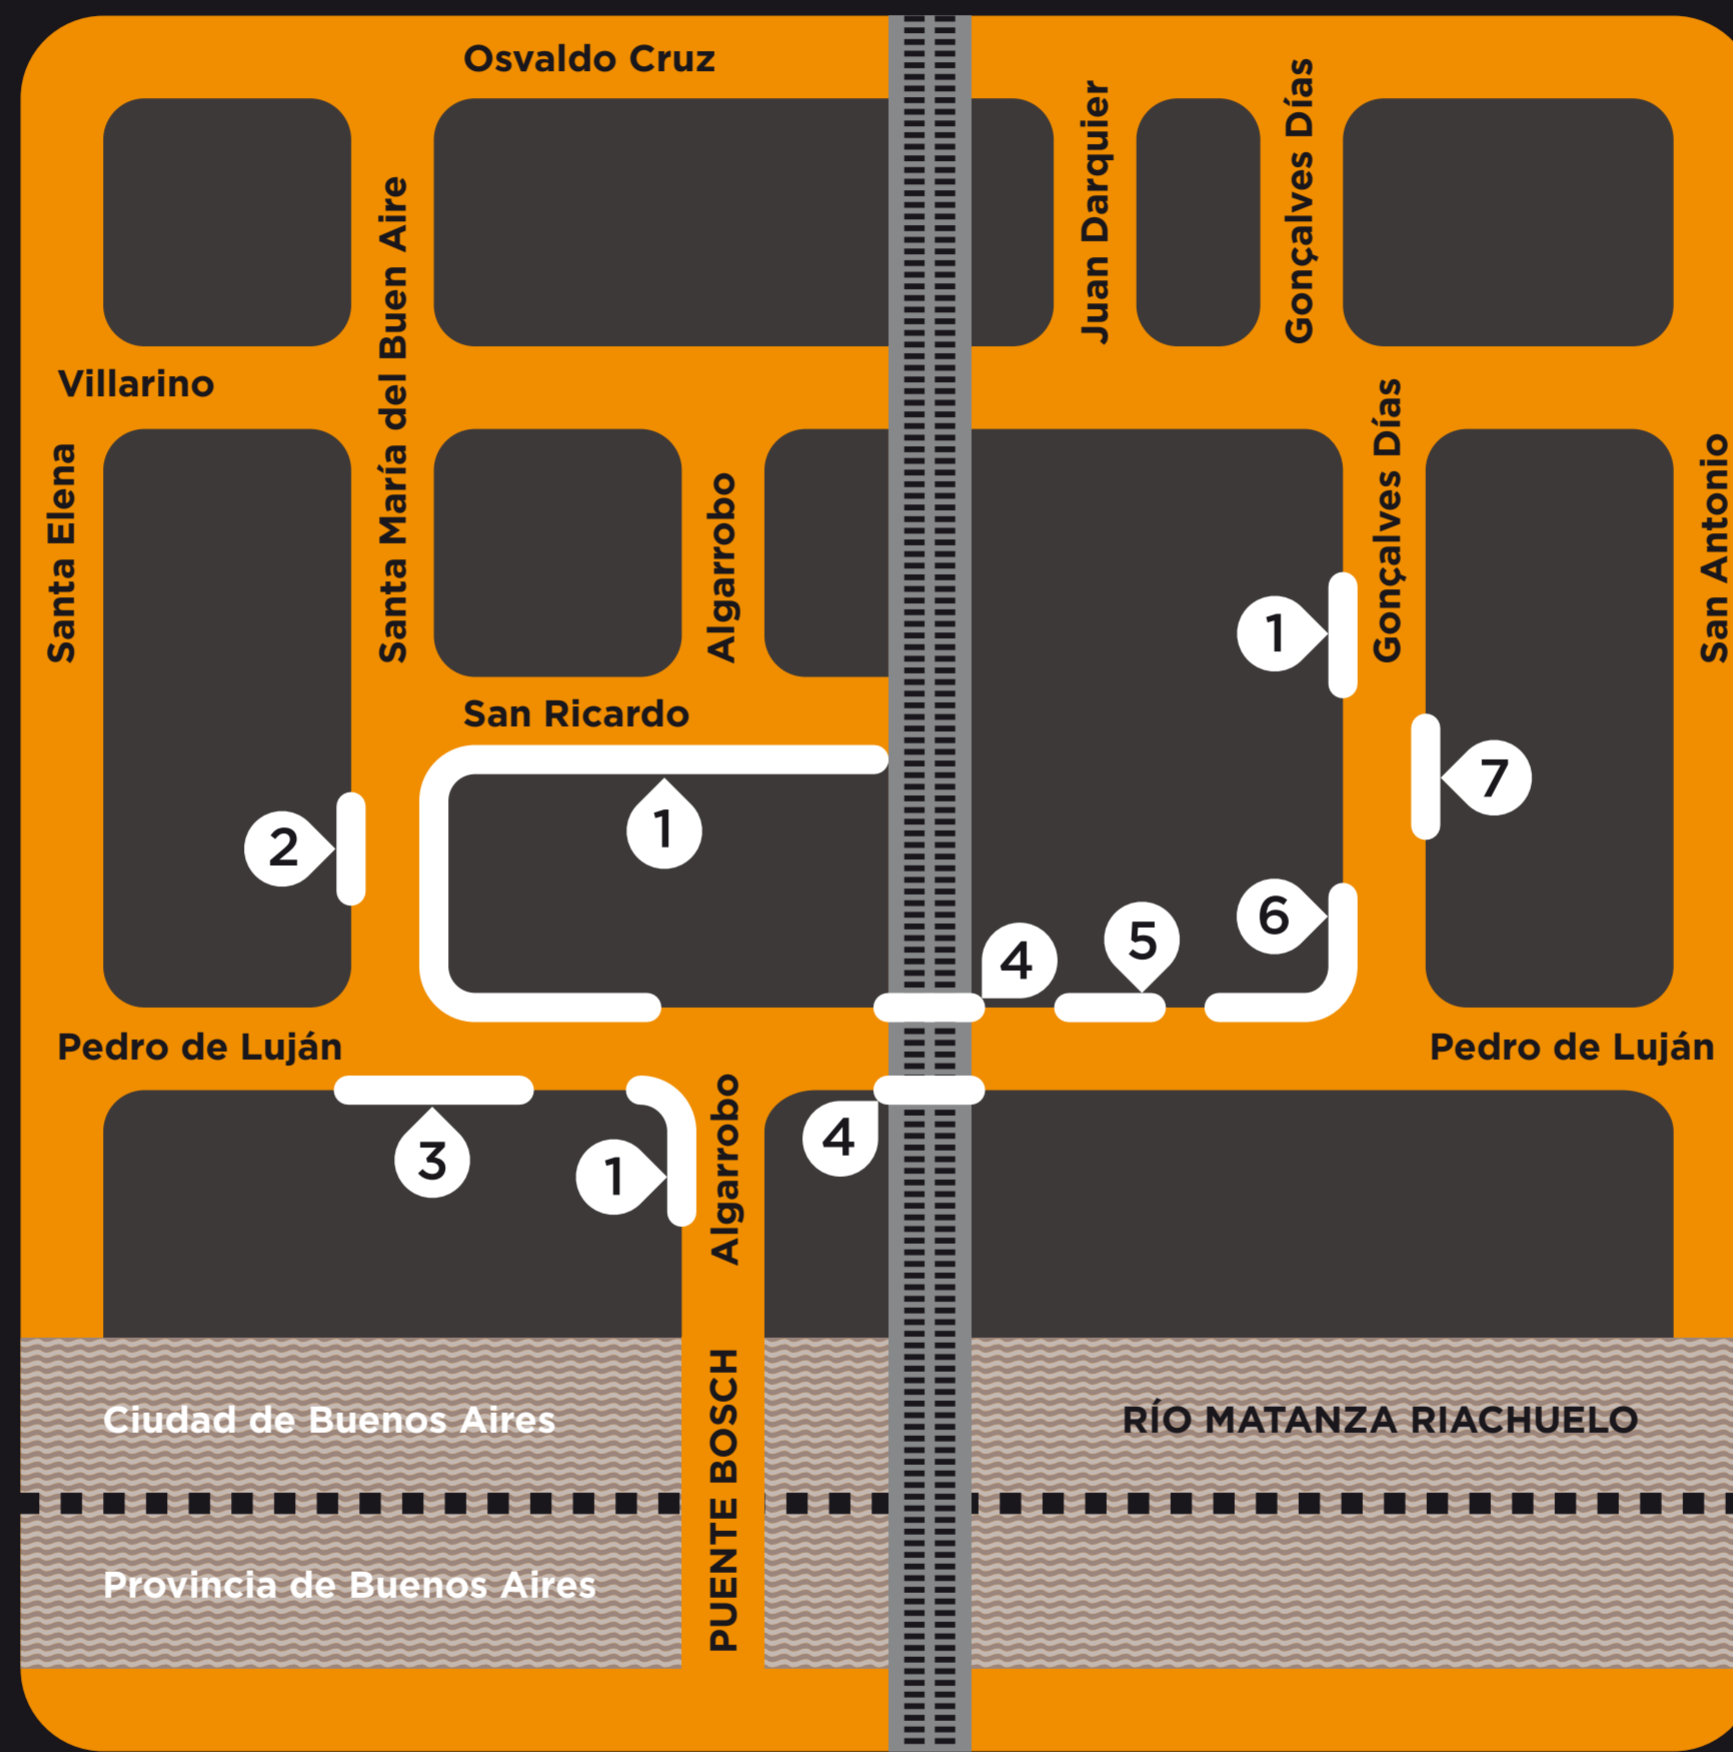 Osvaldo Cruz
Juan Darquier
Gonçalves Días
Santa María del Buen Aire
Villarino
Santa Elena
Algarrobo
Gonçalves Días
San Antonio
1
San Ricardo
1
7
2
6
5
4
Pedro de Luján
Pedro de Luján
3
1
Algarrobo
4
PUENTE BOSCH
Ciudad de Buenos Aires
RÍO MATANZA RIACHUELO
Provincia de Buenos Aires